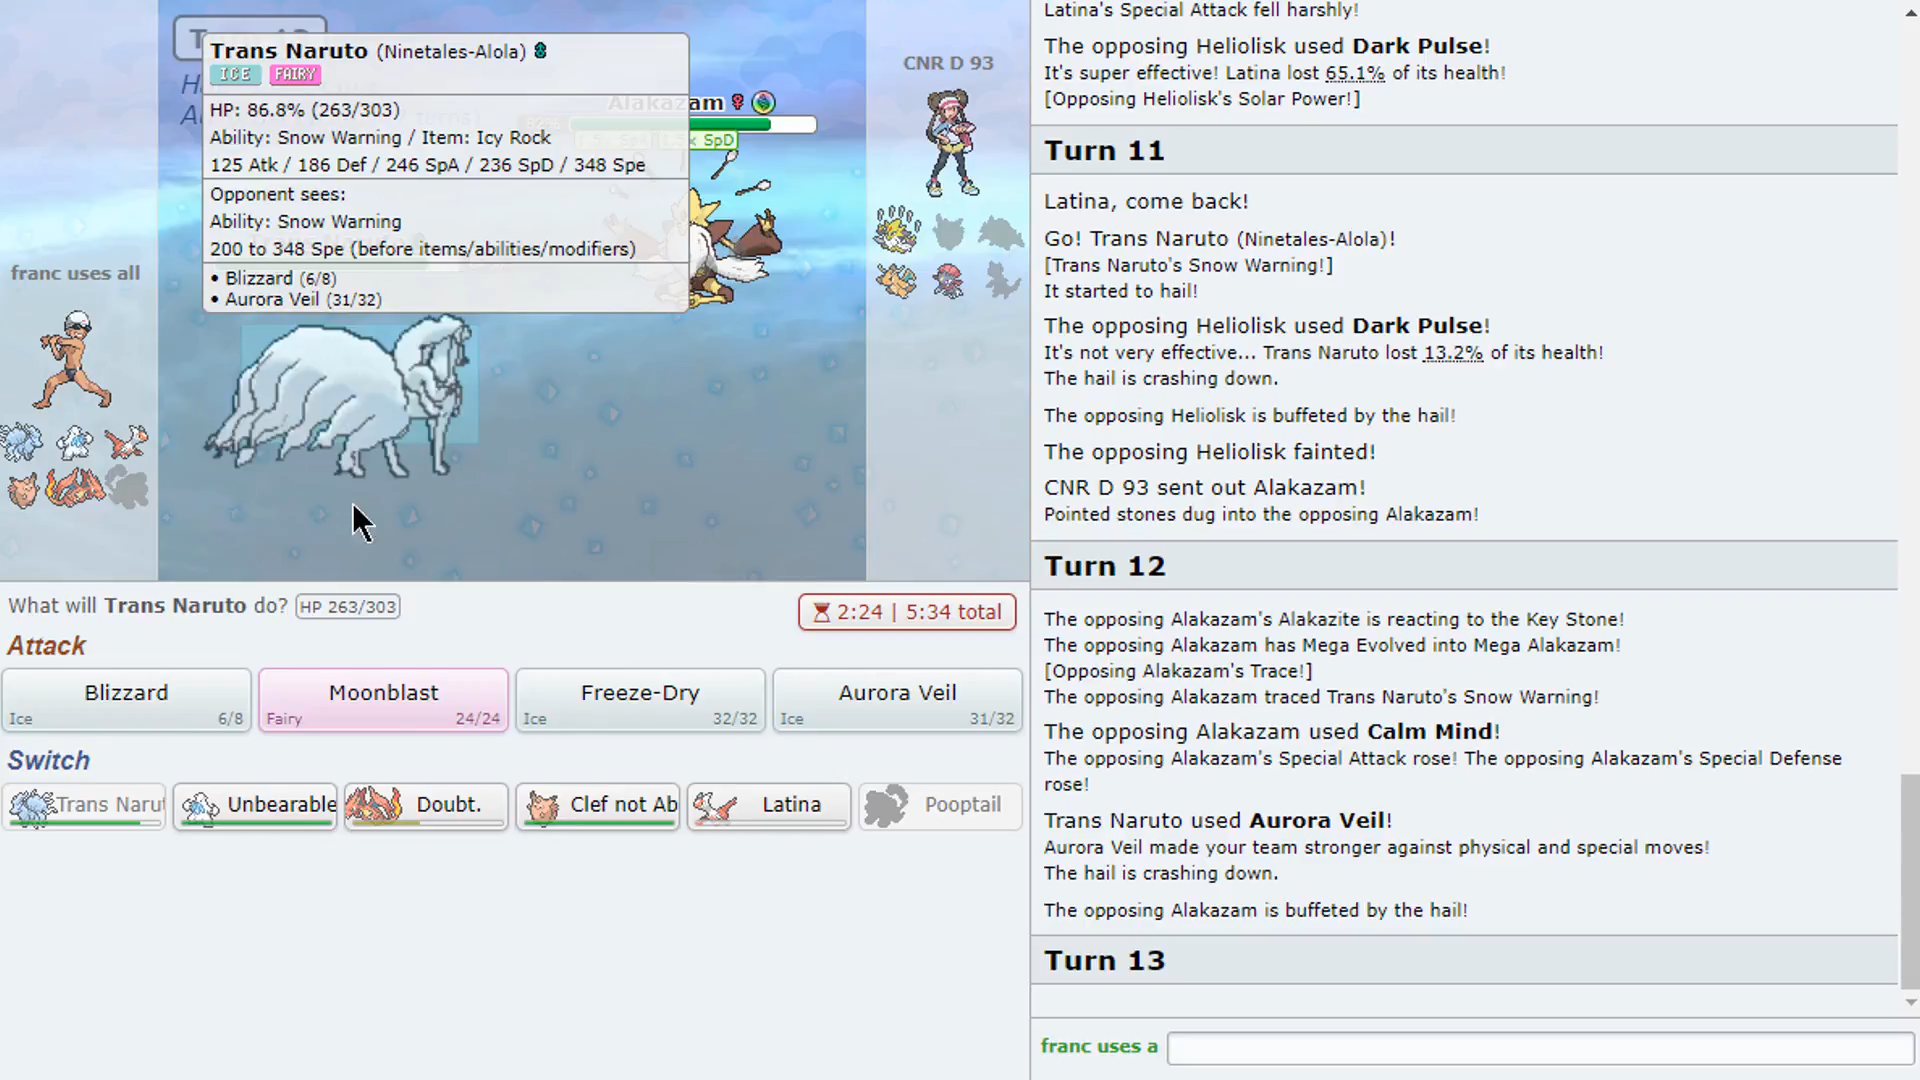 Trans Naruto (Ninetales-Alola)
ICE FAIRY
HP: 86.8% (263/303)
Ability: Snow Warning / Item: Icy Rock
125 Atk / 186 Def / 246 SpA / 236 SpD / 348 Spe
Opponent sees:
Ability: Snow Warning
200 to 348 Spe (before items/abilities/modifiers)
• Blizzard (6/8)
• Aurora Veil (31/32)
Alakazam
SpD
CNR D 93
franc uses all
What will Trans Naruto do? HP 263/303
2:24 | 5:34 total
Attack
Blizzard
Ice 6/8
Moonblast
Fairy 24/24
Freeze-Dry
Ice 32/32
Aurora Veil
Ice 31/32
Switch
Trans Narut
Unbearable
Doubt.
Clef not Ab
Latina
Pooptail
Latina's Special Attack fell harshly!
The opposing Heliolisk used Dark Pulse!
It's super effective! Latina lost 65.1% of its health!
[Opposing Heliolisk's Solar Power!]
Turn 11
Latina, come back!
Go! Trans Naruto (Ninetales-Alola)!
[Trans Naruto's Snow Warning!]
It started to hail!
The opposing Heliolisk used Dark Pulse!
It's not very effective... Trans Naruto lost 13.2% of its health!
The hail is crashing down.
The opposing Heliolisk is buffeted by the hail!
The opposing Heliolisk fainted!
CNR D 93 sent out Alakazam!
Pointed stones dug into the opposing Alakazam!
Turn 12
The opposing Alakazam's Alakazite is reacting to the Key Stone!
The opposing Alakazam has Mega Evolved into Mega Alakazam!
[Opposing Alakazam's Trace!]
The opposing Alakazam traced Trans Naruto's Snow Warning!
The opposing Alakazam used Calm Mind!
The opposing Alakazam's Special Attack rose! The opposing Alakazam's Special Defense
rose!
Trans Naruto used Aurora Veil!
Aurora Veil made your team stronger against physical and special moves!
The hail is crashing down.
The opposing Alakazam is buffeted by the hail!
Turn 13
franc uses a